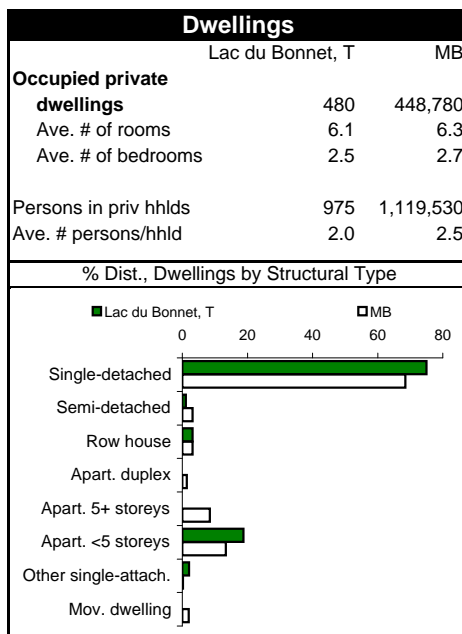 Dwellings
Lac du Bonnet, T MB
Occupied private
dwellings 480 448,780
Ave. # of rooms 6.1 6.3
Ave. # of bedrooms 2.5 2.7
Persons in priv hhlds 975 1,119,530
Ave. # persons/hhld 2.0 2.5
% Dist., Dwellings by Structural Type
Lac du Bonnet, T MB
0 20 40 60 80
Single-detached
Semi-detached
Row house
Apart. duplex
Apart. 5+ storeys
Apart. <5 storeys
Other single-attach.
Mov. dwelling